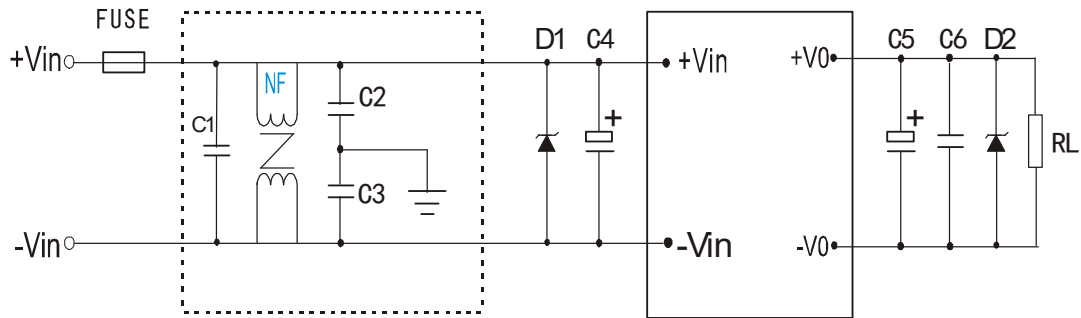 FUSE
D1
C4
C5
C6
D2
+Vin
+Vin
+V0
NF
C2
C1
+
+
RL
C3
-Vin
-Vin
-V0